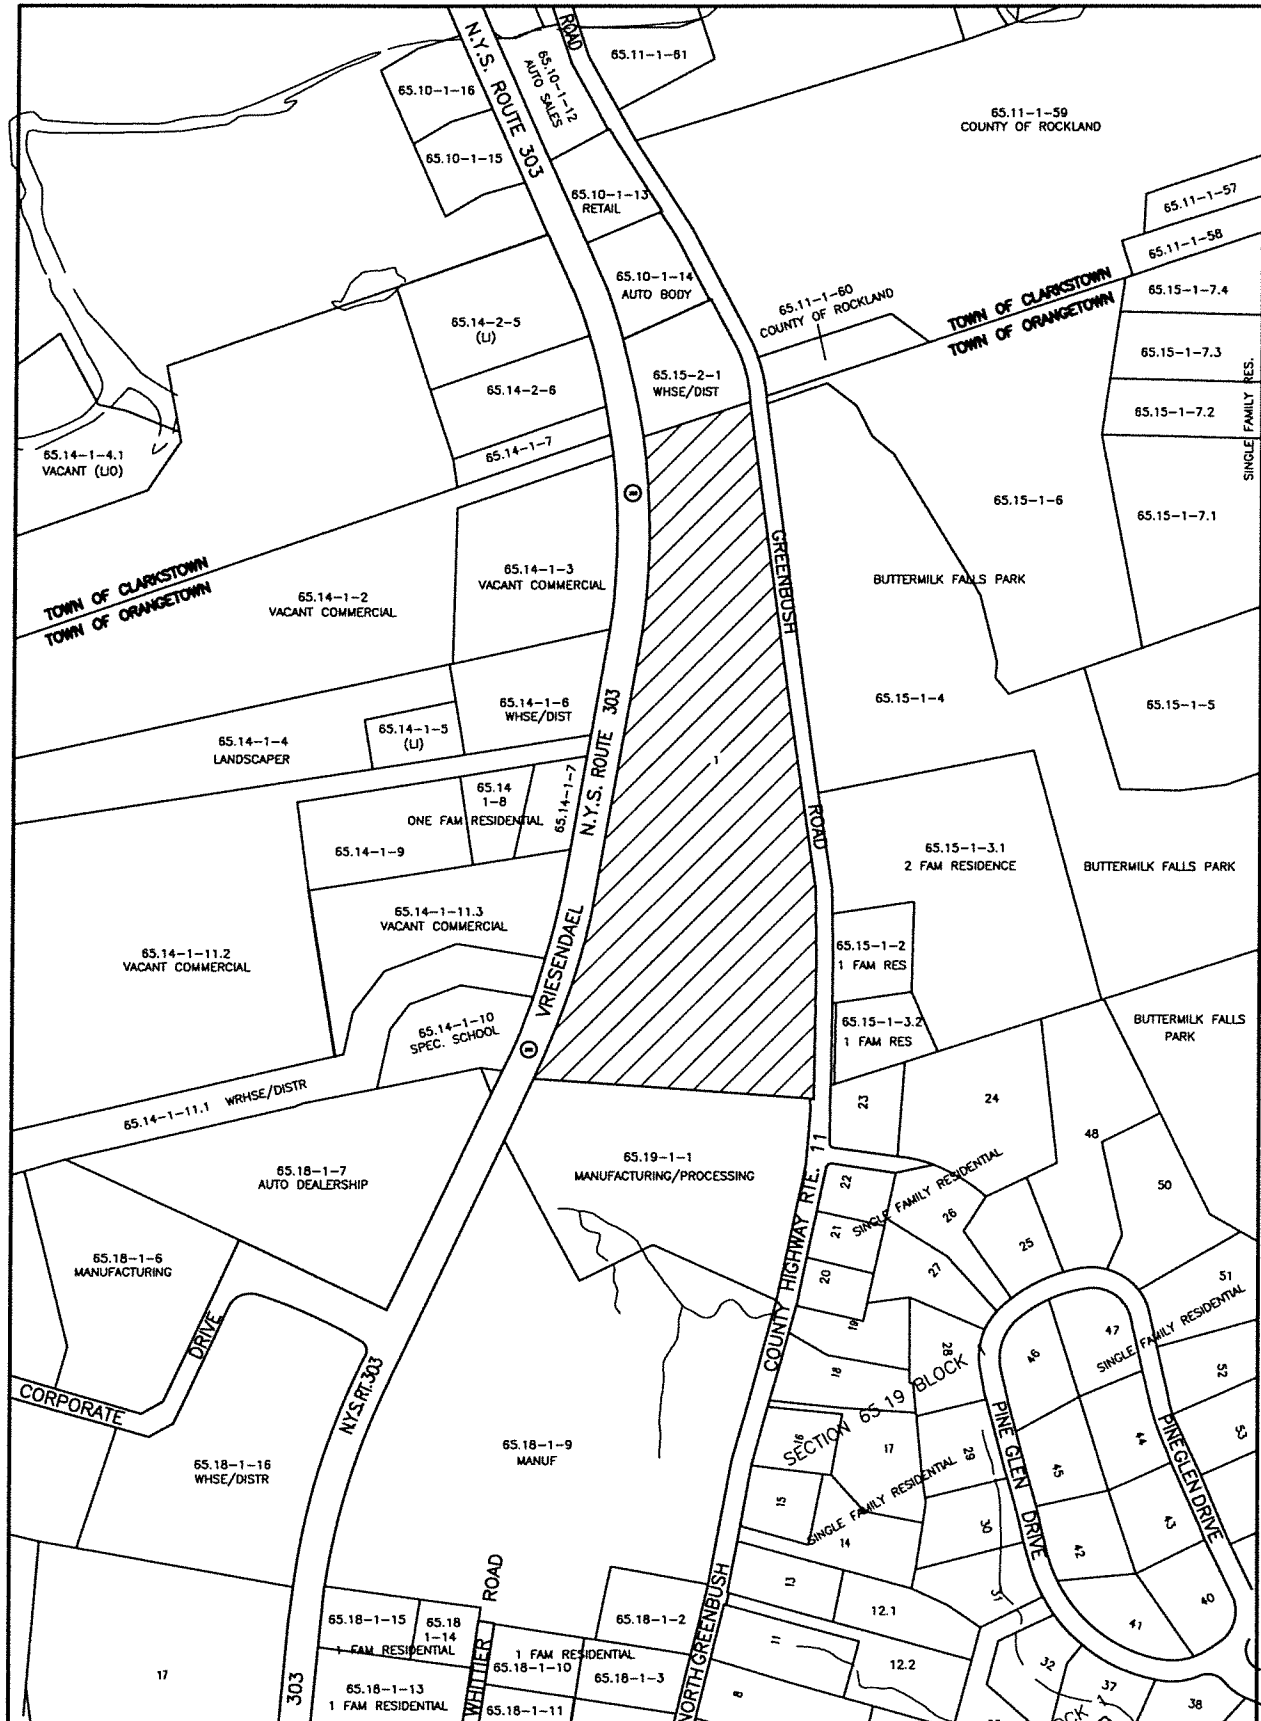 N.Y.S. ROUTE 303
ROAD
65.10-1-12
AUTO SALES
65.11-1-61
65.10-1-16
65.11-1-59
COUNTY OF ROCKLAND
65.10-1-15
65.10-1-13
RETAIL
65.11-1-57
65.11-1-58
65.10-1-14
AUTO BODY
65.11-1-60
COUNTY OF ROCKLAND
TOWN OF CLARKSTOWN
TOWN OF ORANGETOWN
65.15-1-7.4
65.14-2-5
(LI)
65.15-1-7.3
SINGLE FAMILY RES.
65.14-2-6
65.15-2-1
WHSE/DIST
65.15-1-7.2
65.14-1-7
65.14-1-4.1
VACANT (LIO)
65.15-1-6
65.15-1-7.1
GREENBUSH
TOWN OF CLARKSTOWN
TOWN OF ORANGETOWN
65.14-1-3
VACANT COMMERCIAL
65.14-1-2
VACANT COMMERCIAL
BUTTERMILK FALLS PARK
65.14-1-6
WHSE/DIST
65.15-1-4
65.15-1-5
65.14-1-5
(LI)
65.14-1-4
LANDSCAPER
N.Y.S. ROUTE 303
1
65.14
1-8
65.14-1-7
ONE FAM RESIDENTIAL
ROAD
65.14-1-9
65.15-1-3.1
2 FAM RESIDENCE
BUTTERMILK FALLS PARK
65.14-1-11.3
VACANT COMMERCIAL
65.14-1-11.2
VACANT COMMERCIAL
65.15-1-2
1 FAM RES
VRIESENDAEL
65.14-1-10
SPEC. SCHOOL
65.15-1-3.2
1 FAM RES
BUTTERMILK FALLS
PARK
65.14-1-11.1 WRHSE/DISTR
23
24
48
65.18-1-7
AUTO DEALERSHIP
65.19-1-1
MANUFACTURING/PROCESSING
COUNTY HIGHWAY RTE. 11
22
SINGLE FAMILY RESIDENTIAL
50
21
26
25
65.18-1-6
MANUFACTURING
20
27
51
SINGLE FAMILY RESIDENTIAL
DRIVE
19
28
46
47
CORPORATE
N.Y.S.RT.303
18
52
SECTION 65.19 BLOCK 1
PINE GLEN DRIVE
PINE GLEN DRIVE
65.18-1-9
MANUF
16
17
29
44
53
65.18-1-16
WHSE/DISTR
45
15
SINGLE FAMILY RESIDENTIAL
14
30
43
42
ROAD
13
31
40
65.18-1-15
65.18
1-14
1 FAM RESIDENTIAL
65.18-1-2
12.1
41
NORTH GREENBUSH
11
1 FAM RESIDENTIAL
65.18-1-10
65.18-1-3
12.2
32
17
303
65.18-1-13
1 FAM RESIDENTIAL
WHITTIER
65.18-1-11
8
37
38